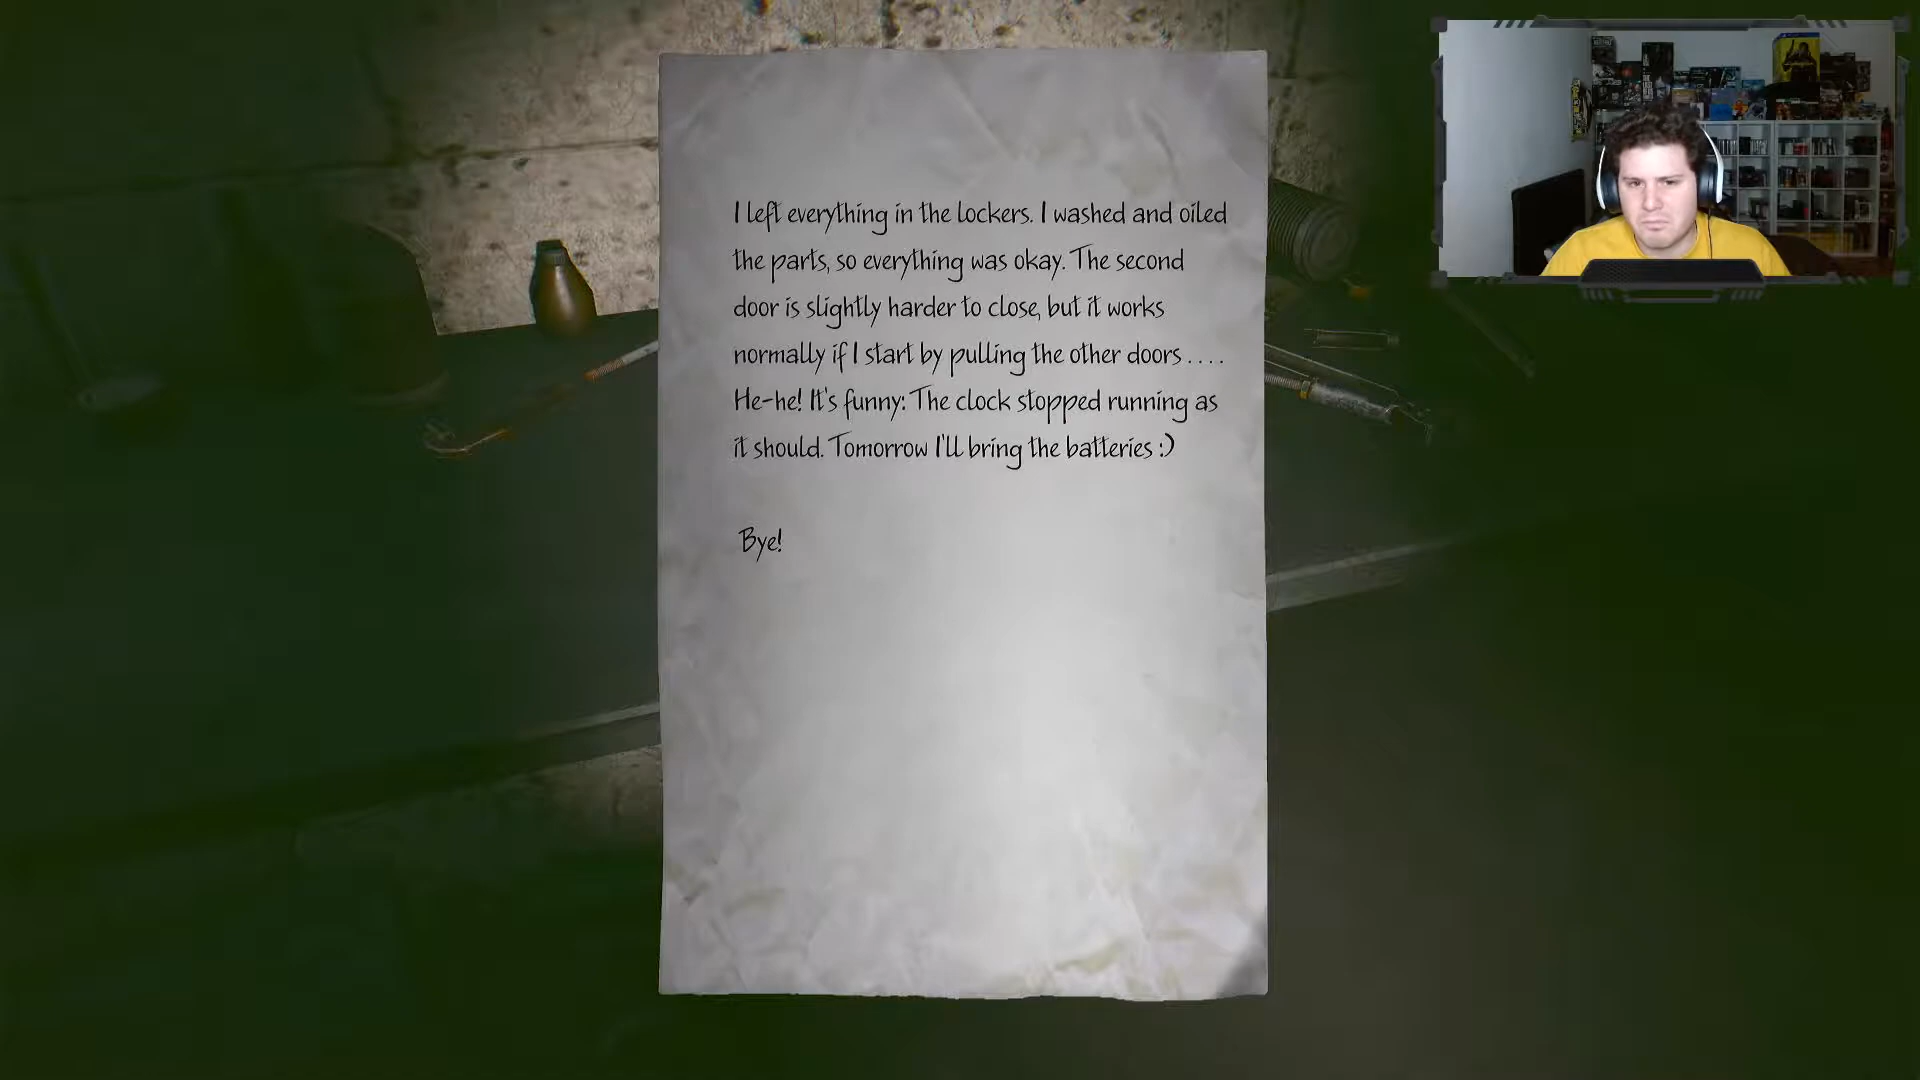 I left everything in the lockers. I washed and oiled
the parts, so everything was okay. The second
door is slightly harder to close, but it works
normally if I start by pulling the other doors . . . .
He-he! It's funny: The clock stopped running as
it should. Tomorrow I'll bring the batteries :)
Bye!